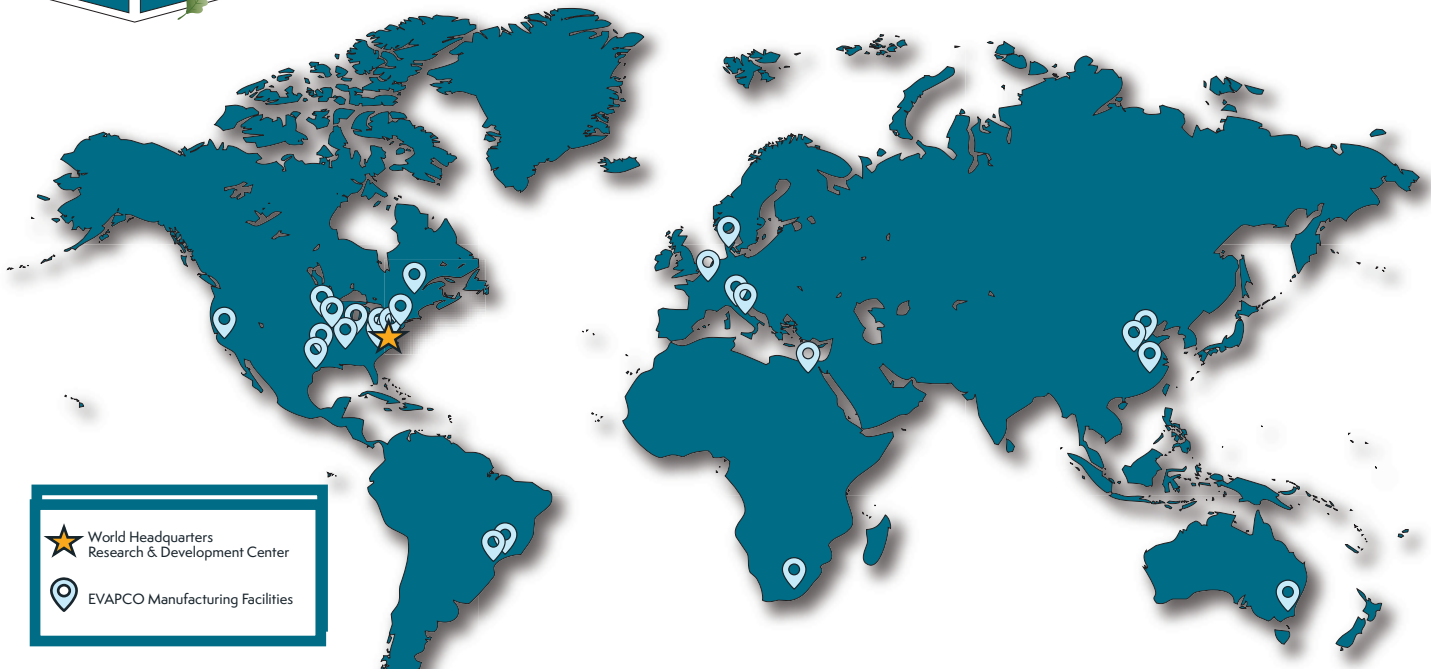 World Headquarters
Research & Development Center
EVAPCO Manufacturing Facilities